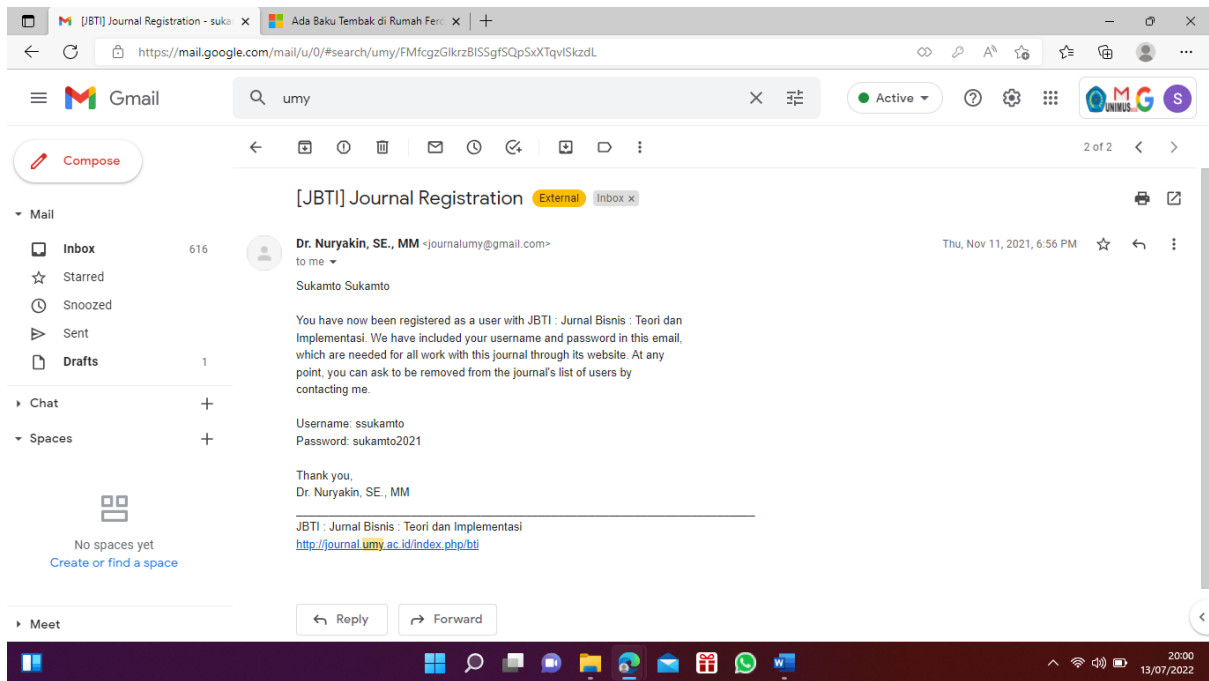 [JBTI] Journal Registration - suka
Ada Baku Tembak di Rumah Ferd
https://mail.google.com/mail/u/0/#search/umy/FMfcgzGlkrzBlSSgfSQpSxXTqvlSkzdL
Gmail
umy
Active
UNIMUS
G
S
Compose
2 of 2
[JBTI] Journal Registration External Inbox x
Mail
Inbox 616
Starred
Snoozed
Sent
Drafts 1
Chat
Spaces
No spaces yet
Create or find a space
Meet
Dr. Nuryakin, SE., MM <journalumy@gmail.com>
Thu, Nov 11, 2021, 6:56 PM
to me
Sukamto Sukamto
You have now been registered as a user with JBTI : Jurnal Bisnis : Teori dan
Implementasi. We have included your username and password in this email,
which are needed for all work with this journal through its website. At any
point, you can ask to be removed from the journal's list of users by
contacting me.
Username: ssukamto
Password: sukamto2021
Thank you,
Dr. Nuryakin, SE., MM
JBTI : Jurnal Bisnis : Teori dan Implementasi
http://journal.umy.ac.id/index.php/bti
Reply
Forward
20:00
13/07/2022